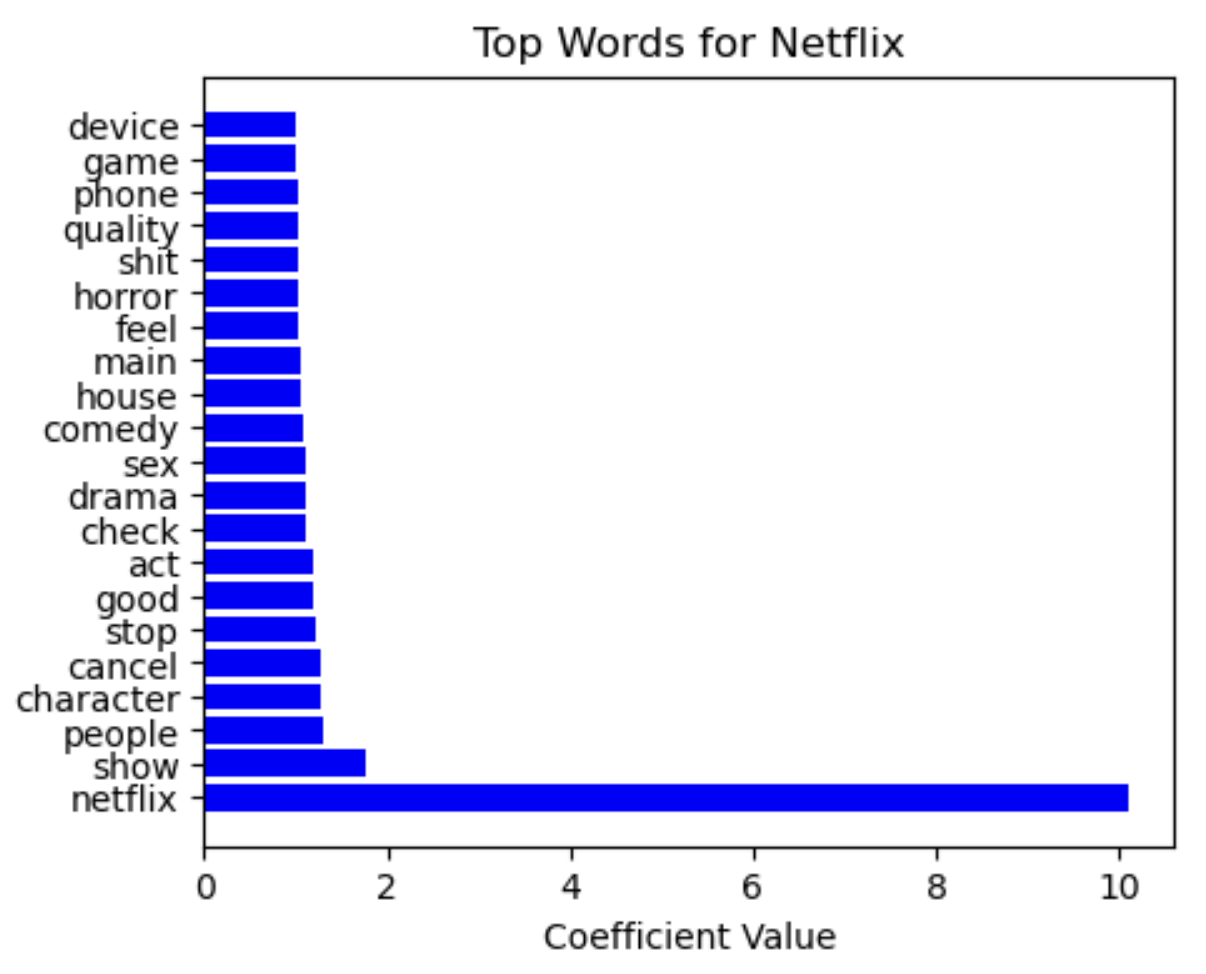 Top Words for Netflix
device
game
phone
quality
shit
horror
feel
main
house
comedy
sex
drama
check
act
good
stop
cancel
character
people
show
netflix
0 2 4 6 8 10
Coefficient Value